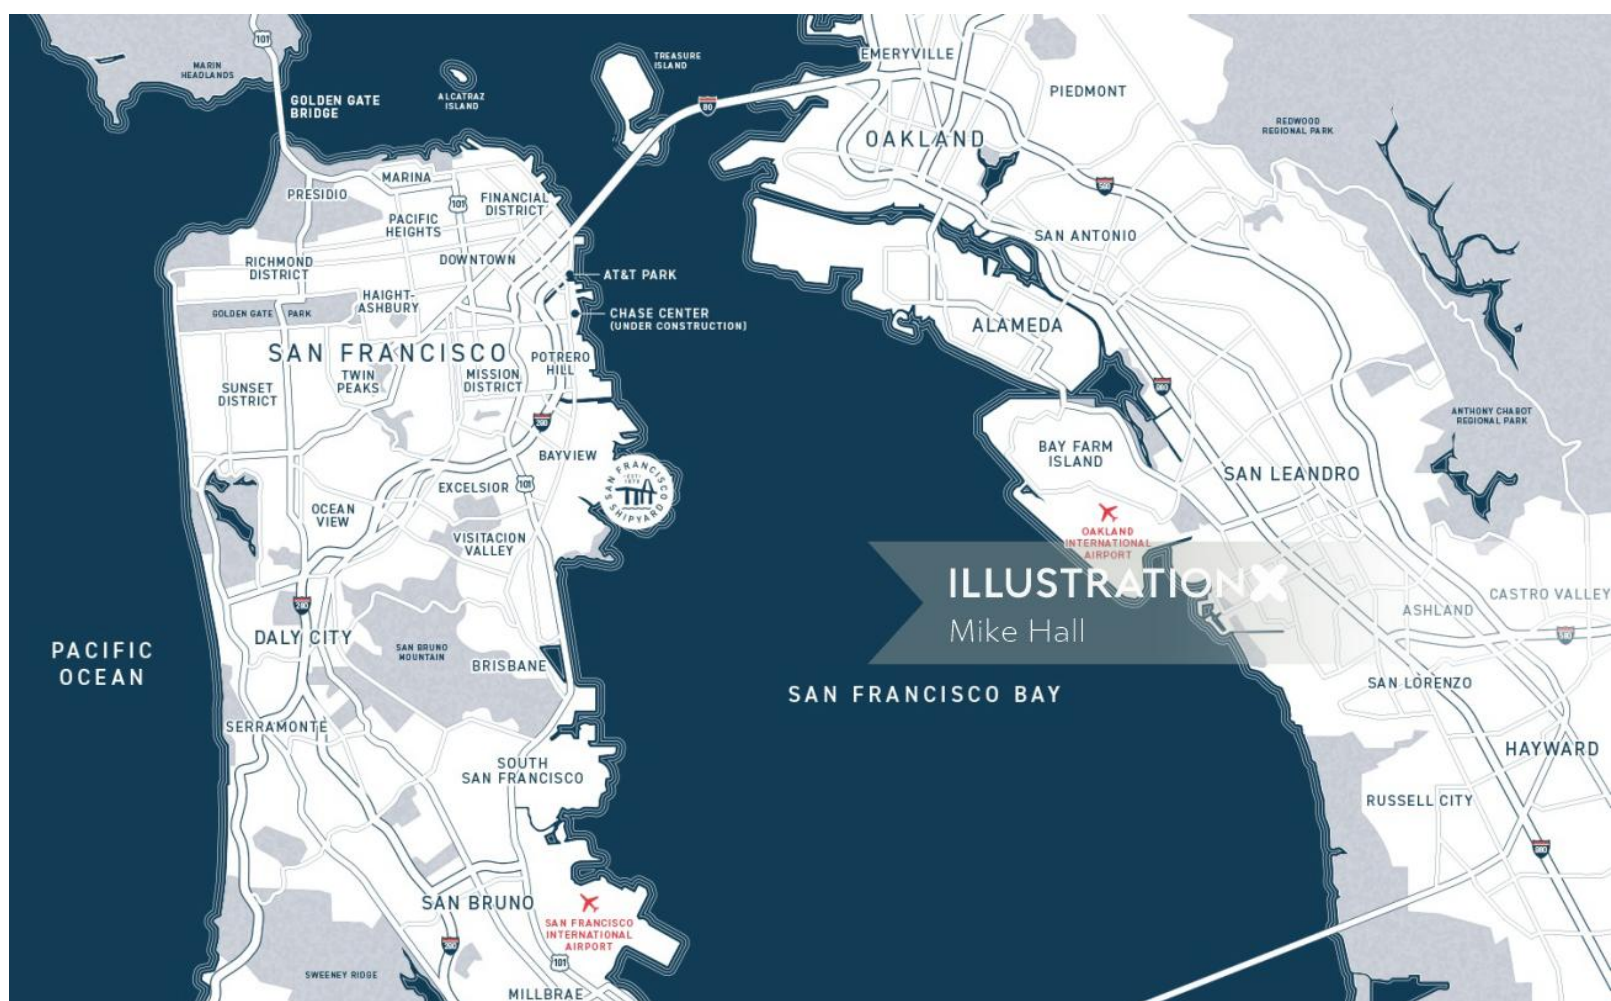 101
MARIN
HEADLANDS
GOLDEN GATE
BRIDGE
ALCATRAZ
ISLAND
TREASURE
ISLAND
80
EMERYVILLE
PIEDMONT
OAKLAND
REDWOOD
REGIONAL PARK
580
PRESIDIO
MARINA
101
FINANCIAL
DISTRICT
PACIFIC
HEIGHTS
RICHMOND
DISTRICT
DOWNTOWN
AT&T PARK
SAN ANTONIO
HAIGHT-
ASHBURY
GOLDEN GATE PARK
CHASE CENTER
(UNDER CONSTRUCTION)
ALAMEDA
SAN FRANCISCO
TWIN
PEAKS
MISSION
DISTRICT
POTRERO
HILL
SUNSET
DISTRICT
880
280
ANTHONY CHABOT
REGIONAL PARK
BAYVIEW
BAY FARM
ISLAND
SAN LEANDRO
EXCELSIOR
101
SAN FRANCISCO
SHIPYARD
OCEAN
VIEW
VISITACION
VALLEY
OAKLAND
INTERNATIONAL
AIRPORT
ILLUSTRATIONX
Mike Hall
CASTRO VALLEY
ASHLAND
580
280
DALY CITY
SAN BRUNO
MOUNTAIN
BRISBANE
PACIFIC
OCEAN
SAN FRANCISCO BAY
SAN LORENZO
SERRAMONTE
HAYWARD
SOUTH
SAN FRANCISCO
RUSSELL CITY
880
SAN BRUNO
SAN FRANCISCO
INTERNATIONAL
AIRPORT
280
101
SWEENEY RIDGE
MILLBRAE